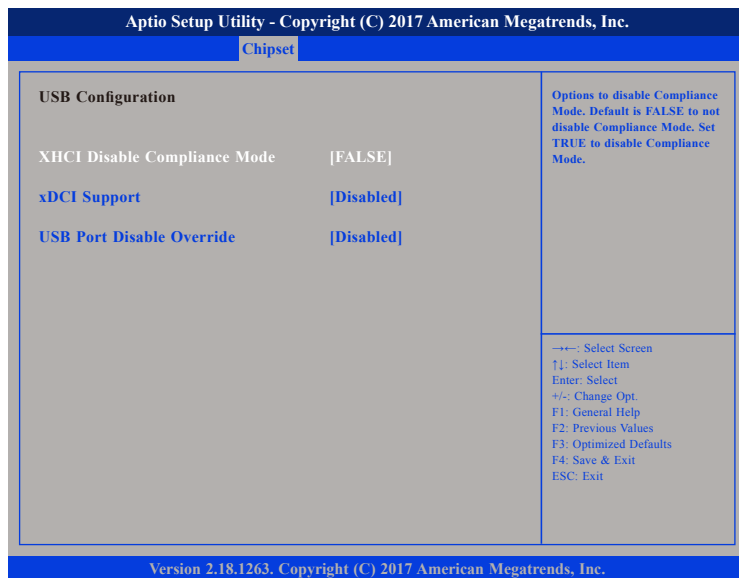 Aptio Setup Utility - Copyright (C) 2017 American Megatrends, Inc.
Chipset
USB Configuration
XHCI Disable Compliance Mode [FALSE]
xDCI Support [Disabled]
USB Port Disable Override [Disabled]
Options to disable Compliance
Mode. Default is FALSE to not
disable Compliance Mode. Set
TRUE to disable Compliance
Mode.
→←: Select Screen
↑↓: Select Item
Enter: Select
+/-: Change Opt.
F1: General Help
F2: Previous Values
F3: Optimized Defaults
F4: Save & Exit
ESC: Exit
Version 2.18.1263. Copyright (C) 2017 American Megatrends, Inc.